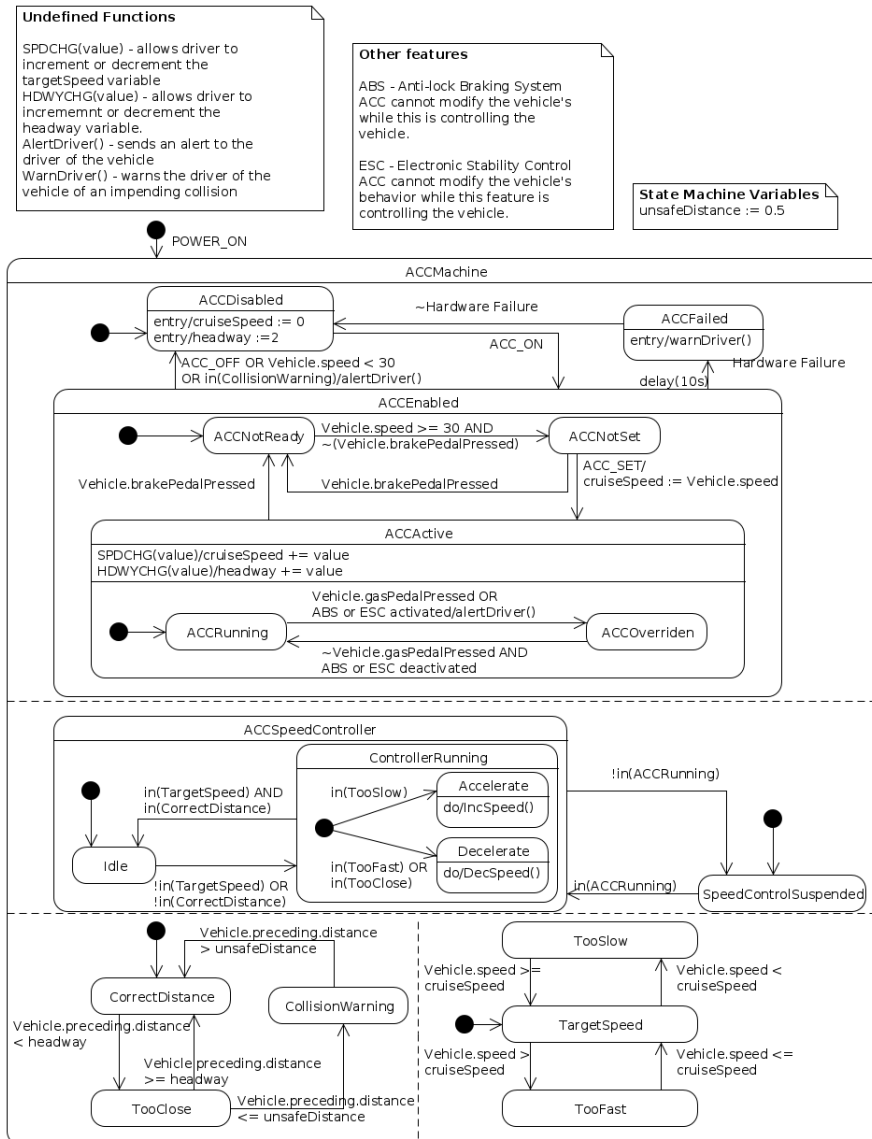 Undefined Functions
SPDCHG(value) - allows driver to
increment or decrement the
targetSpeed variable
HDWYCHG(value) - allows driver to
incrememnt or decrement the
headway variable.
AlertDriver() - sends an alert to the
driver of the vehicle
WarnDriver() - warns the driver of the
vehicle of an impending collision
Other features
ABS - Anti-lock Braking System
ACC cannot modify the vehicle's
while this is controlling the
vehicle.
ESC - Electronic Stability Control
ACC cannot modify the vehicle's
behavior while this feature is
controlling the vehicle.
State Machine Variables
unsafeDistance := 0.5
POWER_ON
ACCMachine
ACCDisabled
entry/cruiseSpeed := 0
entry/headway :=2
~Hardware Failure
ACCFailed
entry/warnDriver()
ACC_ON
ACC_OFF OR Vehicle.speed < 30
OR in(CollisionWarning)/alertDriver()
Hardware Failure
delay(10s)
ACCEnabled
ACCNotReady
Vehicle.speed >= 30 AND
~(Vehicle.brakePedalPressed)
ACCNotSet
Vehicle.brakePedalPressed
Vehicle.brakePedalPressed
ACC_SET/
cruiseSpeed := Vehicle.speed
ACCActive
SPDCHG(value)/cruiseSpeed += value
HDWYCHG(value)/headway += value
Vehicle.gasPedalPressed OR
ABS or ESC activated/alertDriver()
ACCRunning
ACCOverriden
~Vehicle.gasPedalPressed AND
ABS or ESC deactivated
ACCSpeedController
ControllerRunning
in(TargetSpeed) AND
in(CorrectDistance)
in(TooSlow)
Accelerate
do/IncSpeed()
!in(ACCRunning)
Idle
!in(TargetSpeed) OR
!in(CorrectDistance)
in(TooFast) OR
in(TooClose)
Decelerate
do/DecSpeed()
in(ACCRunning)
SpeedControlSuspended
Vehicle.preceding.distance
> unsafeDistance
CorrectDistance
CollisionWarning
Vehicle.preceding.distance
< headway
Vehicle.preceding.distance
>= headway
TooClose
Vehicle.preceding.distance
<= unsafeDistance
TooSlow
Vehicle.speed >=
cruiseSpeed
Vehicle.speed <
cruiseSpeed
TargetSpeed
Vehicle.speed >
cruiseSpeed
Vehicle.speed <=
cruiseSpeed
TooFast